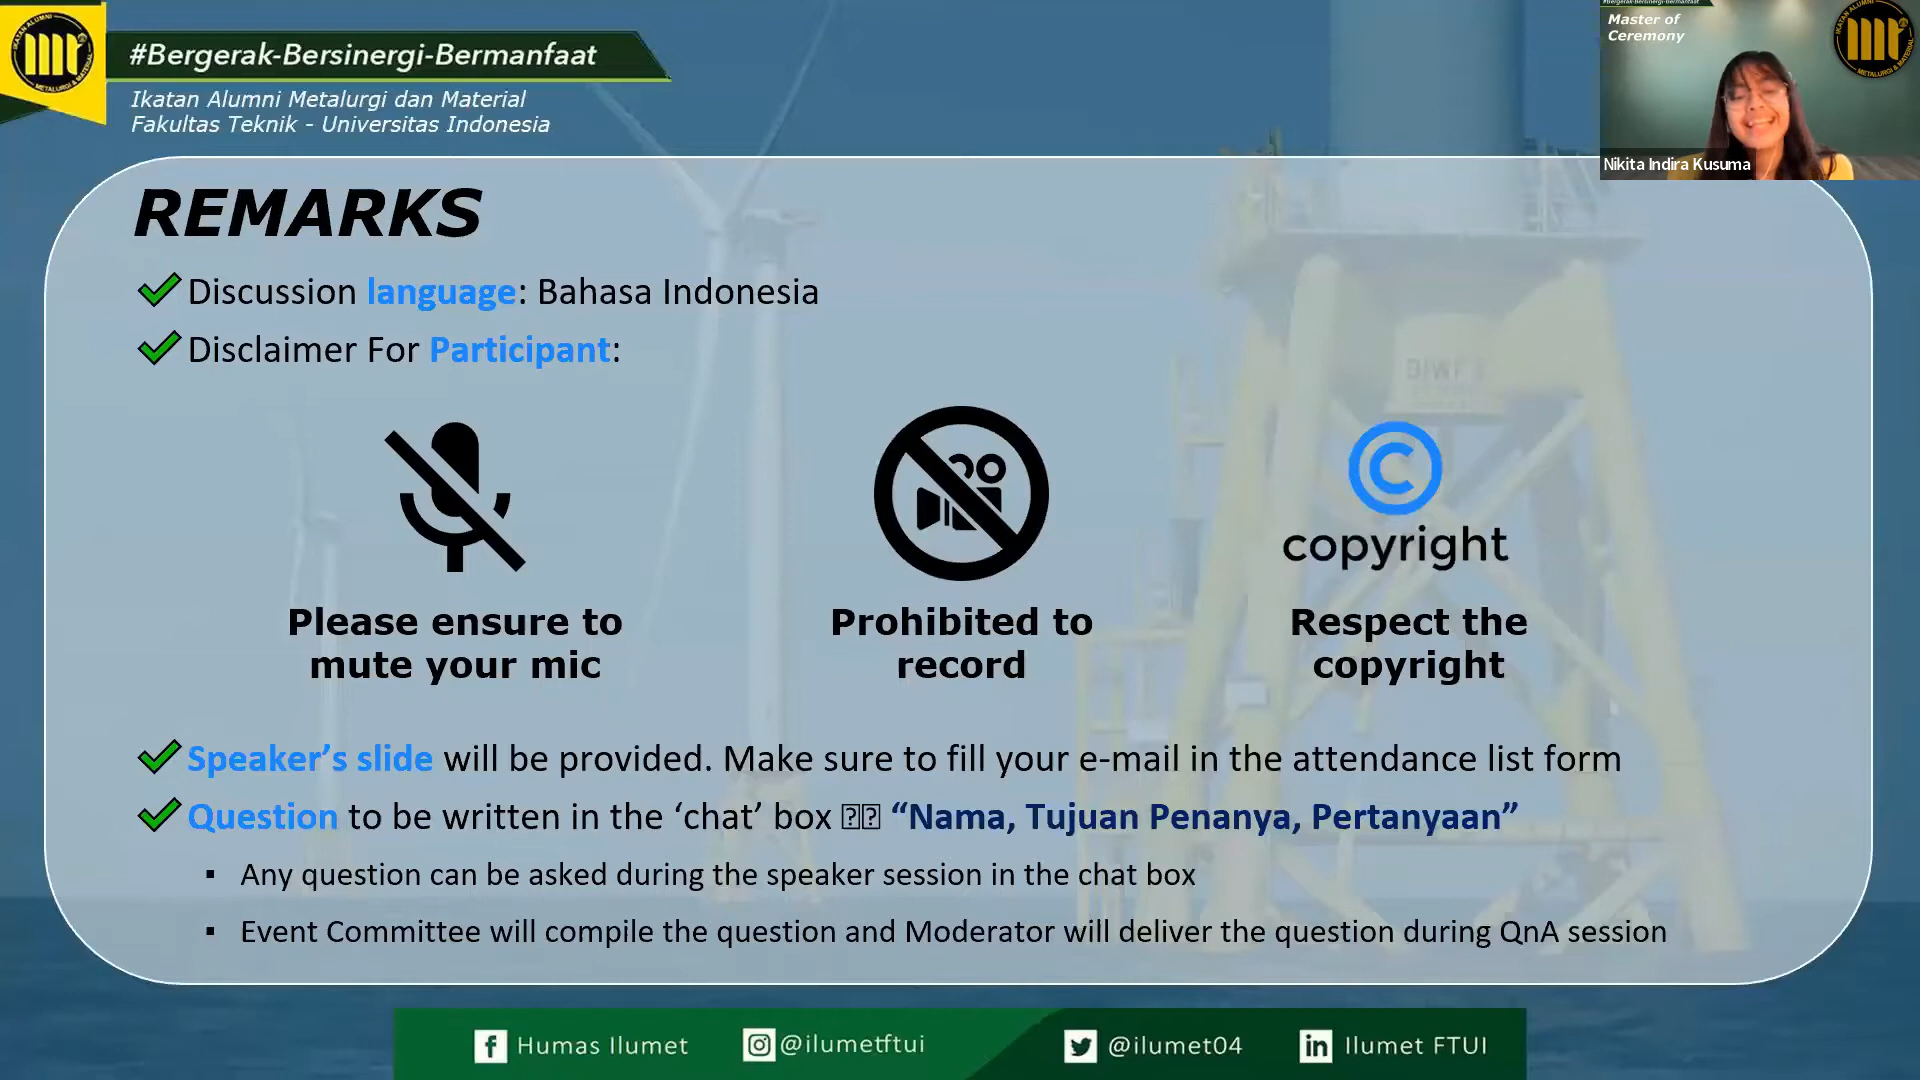 #Bergerak-Bersinergi-Bermanfaat
Ikatan Alumni Metalurgi dan Material
Fakultas Teknik - Universitas Indonesia
#Bergerak-Bersinergi-Bermanfaat
Master of
Ceremony
Nikita Indira Kusuma
REMARKS
Discussion language: Bahasa Indonesia
Disclaimer For Participant:
copyright
Please ensure to
mute your mic
Prohibited to
record
Respect the
copyright
Speaker’s slide will be provided. Make sure to fill your e-mail in the attendance list form
Question to be written in the ‘chat’ box “Nama, Tujuan Penanya, Pertanyaan”
▪ Any question can be asked during the speaker session in the chat box
▪ Event Committee will compile the question and Moderator will deliver the question during QnA session
Humas Ilumet
@ilumetftui
@ilumet04
Ilumet FTUI